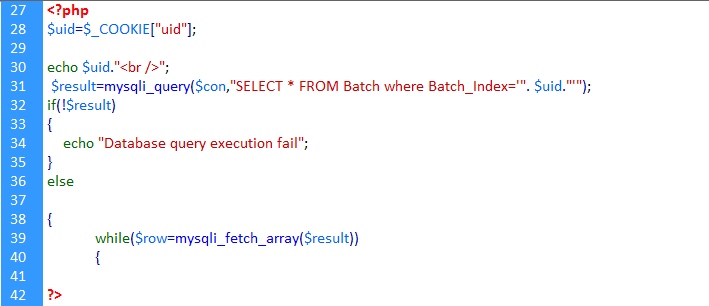 27 <?php
28 $uid=$_COOKIE["uid"];
29
30 echo $uid."<br />";
31 $result=mysqli_query($con,"SELECT * FROM Batch where Batch_Index='". $uid."'");
32 if(!$result)
33 {
34 echo "Database query execution fail";
35 }
36 else
37
38 {
39 while($row=mysqli_fetch_array($result))
40 {
41
42 ?>